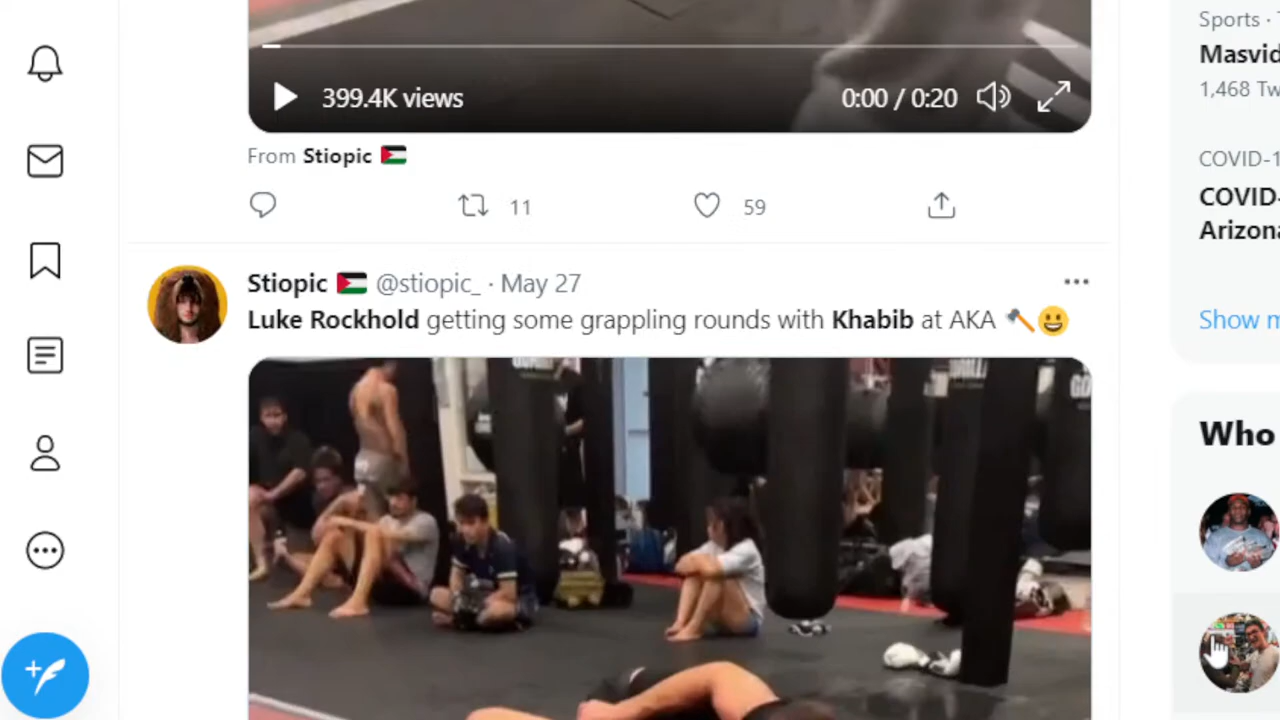 399.4K views
0:00 / 0:20
From Stiopic 🇵🇸
11
59
Stiopic 🇵🇸 @stiopic_ · May 27
Luke Rockhold getting some grappling rounds with Khabib at AKA 🪓😀
Sports ·
Masvid
1,468 Tw
COVID-1
COVID-
Arizona
Show m
Who